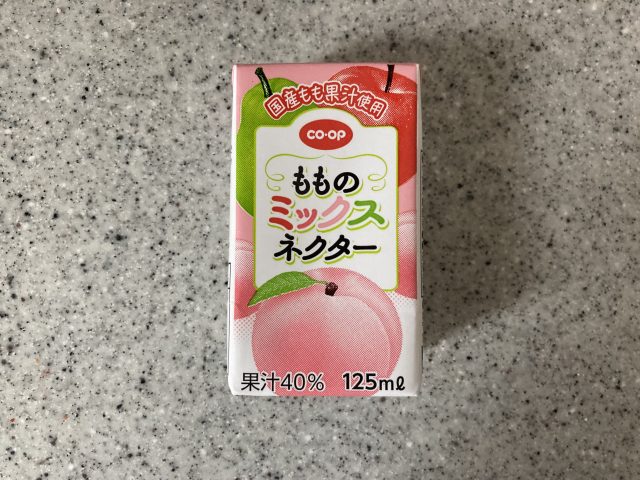 国産もも果汁使用
CO·OP
ももの
ミックス
ネクター
果汁40% 125mℓ